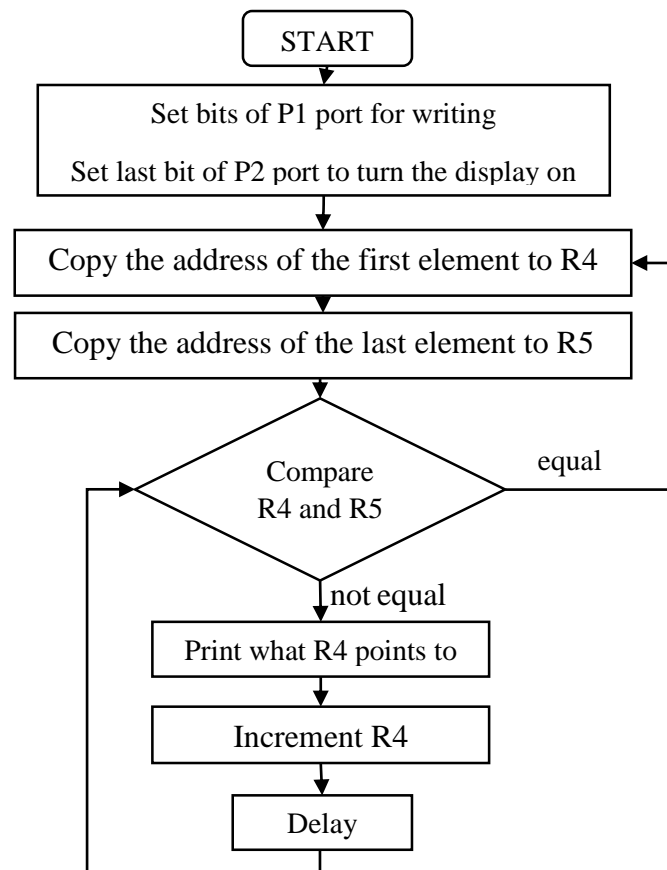 START
Set bits of P1 port for writing
Set last bit of P2 port to turn the display on
Copy the address of the first element to R4
Copy the address of the last element to R5
Compare
R4 and R5
equal
not equal
Print what R4 points to
Increment R4
Delay